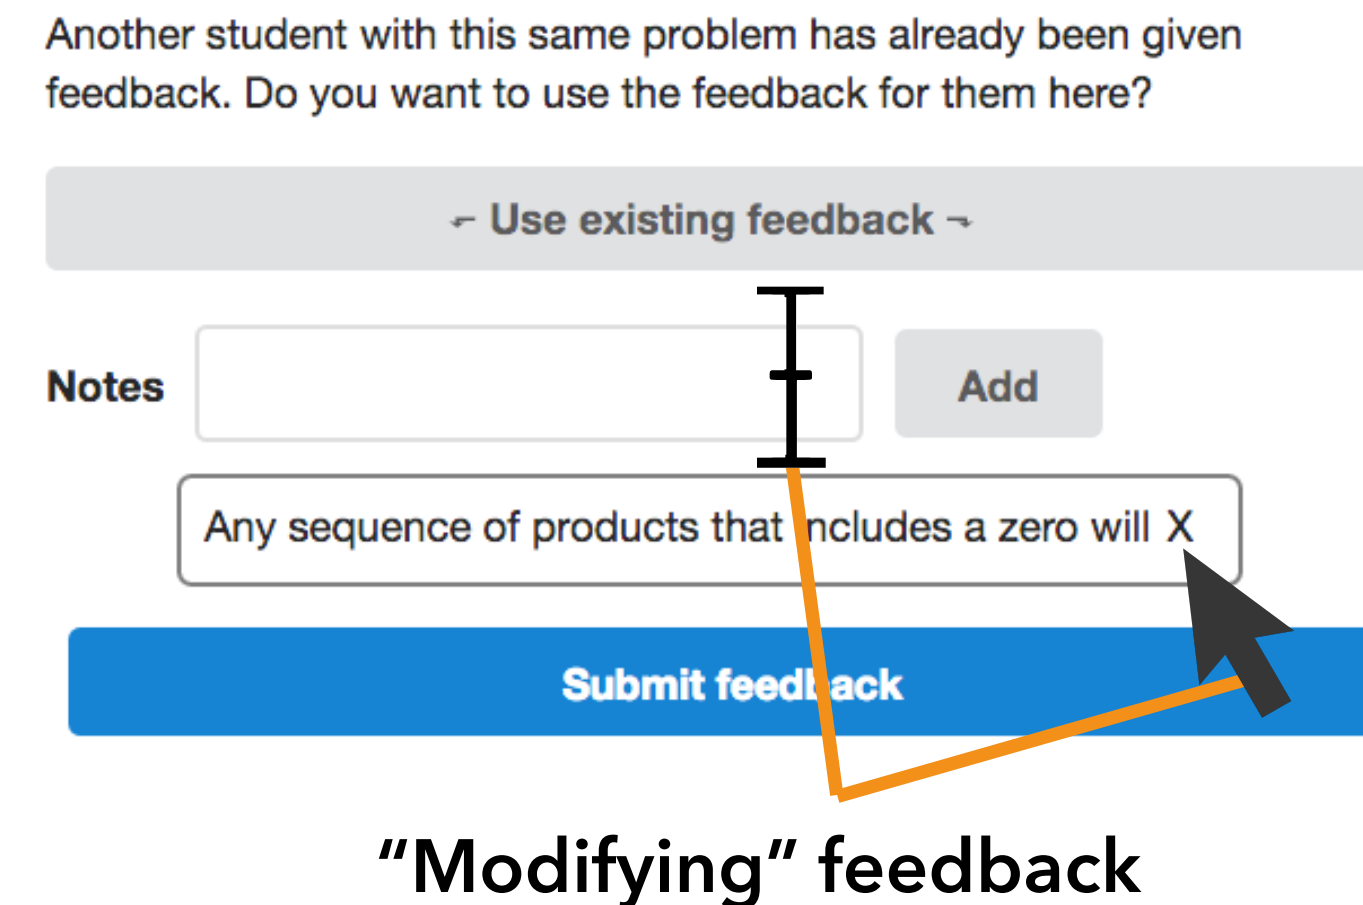 Another student with this same problem has already been given
feedback. Do you want to use the feedback for them here?
Use existing feedback
Notes
Add
Any sequence of products that includes a zero will X
Submit feedback
“Modifying” feedback